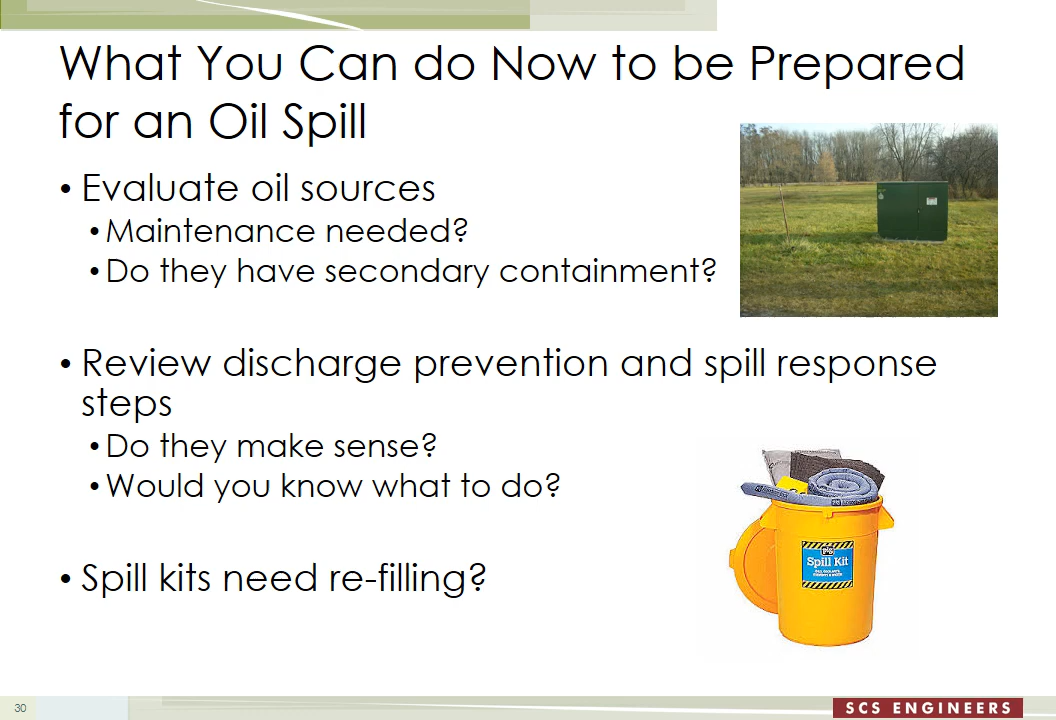 What You Can do Now to be Prepared
for an Oil Spill
• Evaluate oil sources
• Maintenance needed?
• Do they have secondary containment?
• Review discharge prevention and spill response
steps
• Do they make sense?
• Would you know what to do?
• Spill kits need re-filling?
PIG
Spill Kit
30
SCS ENGINEERS